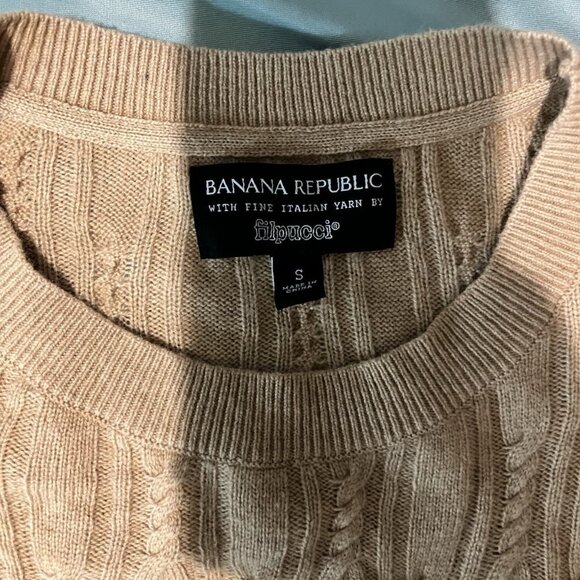 BANANA REPUBLIC
WITH FINE ITALIAN YARN BY
filpucci®
S
MADE IN
CHINA